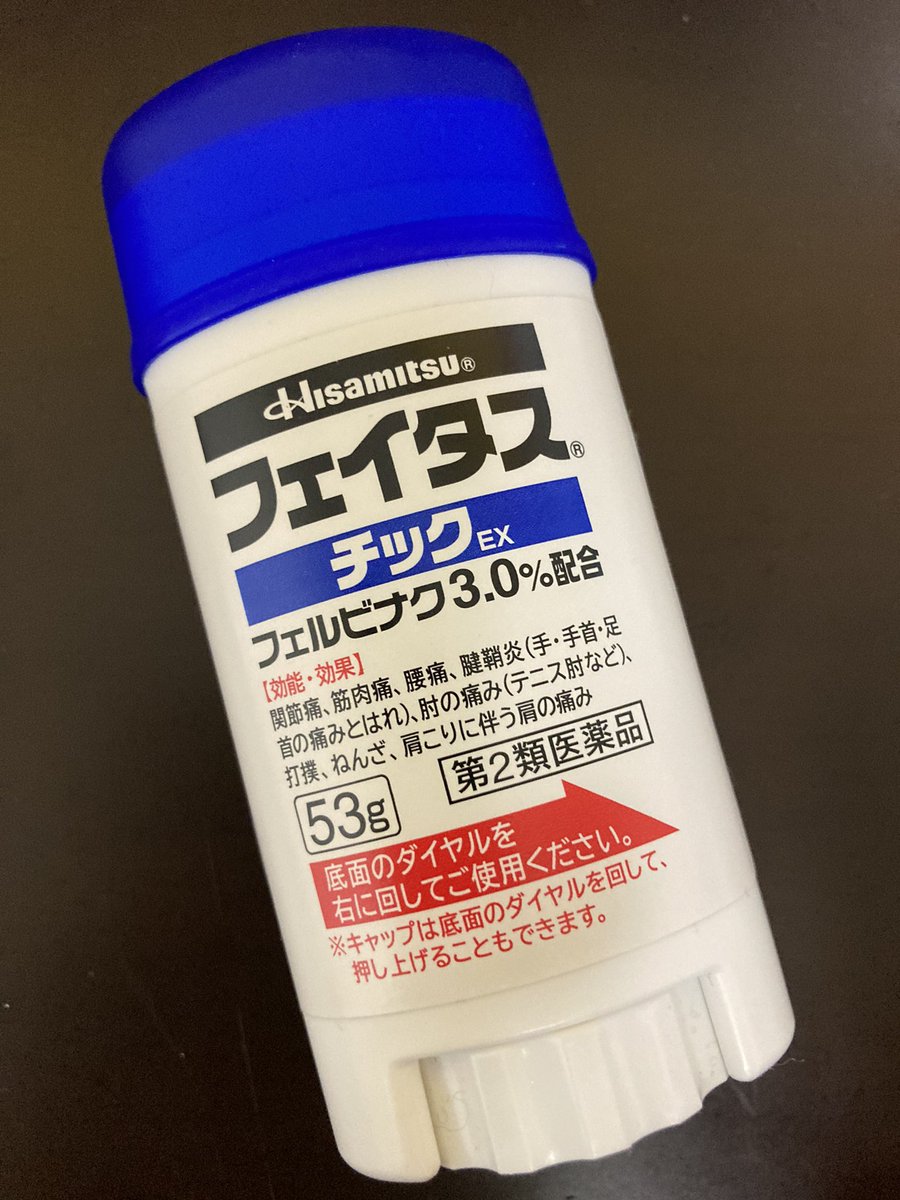 Hisamitsu®
フェイタス®
チックEX
フェルビナク3.0%配合
【効能・効果】
関節痛、筋肉痛、腰痛、腱鞘炎(手・手首・足
首の痛みとはれ)、肘の痛み(テニス肘など)、
打撲、ねんざ、肩こりに伴う肩の痛み
第2類医薬品
53g
底面のダイヤルを
右に回してご使用ください。
※キャップは底面のダイヤルを回して、
押し上げることもできます。